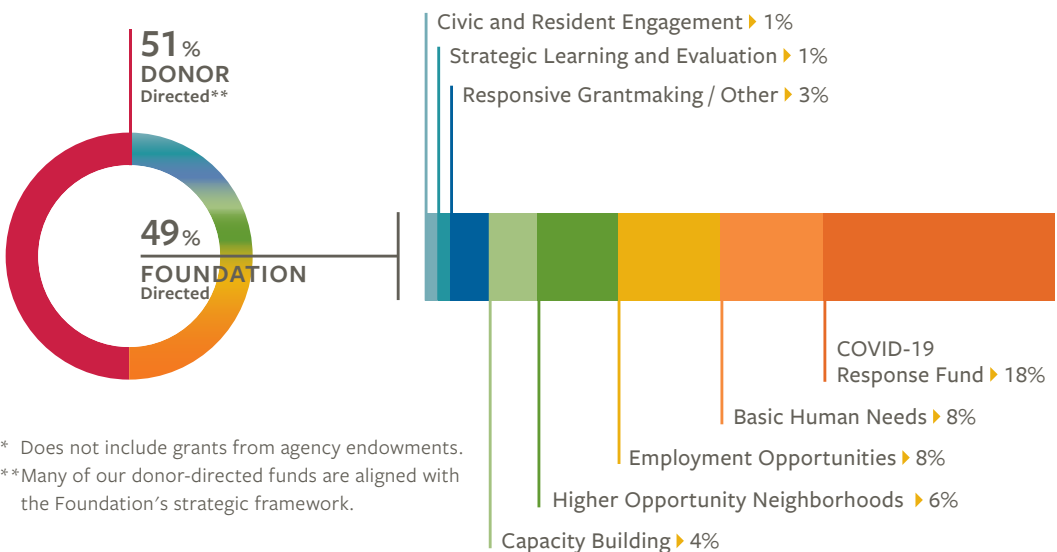 51%
DONOR
Directed**
49%
FOUNDATION
Directed
Civic and Resident Engagement 1%
Strategic Learning and Evaluation 1%
Responsive Grantmaking / Other 3%
COVID-19
Response Fund 18%
Basic Human Needs 8%
Employment Opportunities 8%
Higher Opportunity Neighborhoods 6%
Capacity Building 4%
* Does not include grants from agency endowments.
**Many of our donor-directed funds are aligned with
the Foundation's strategic framework.